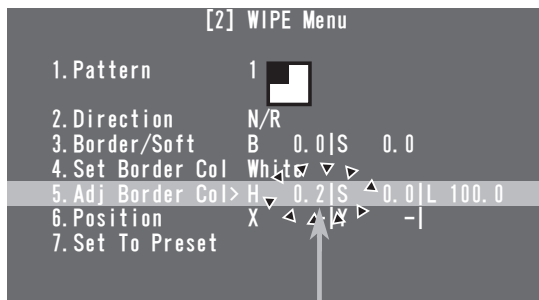 [2] WIPE Menu
1.Pattern 1
2.Direction N/R
3.Border/Soft B 0.0|S 0.0
4.Set Border Col White
5.Adj Border Col> H 0.2|S 0.0|L 100.0
6.Position X -|Y -|
7.Set To Preset